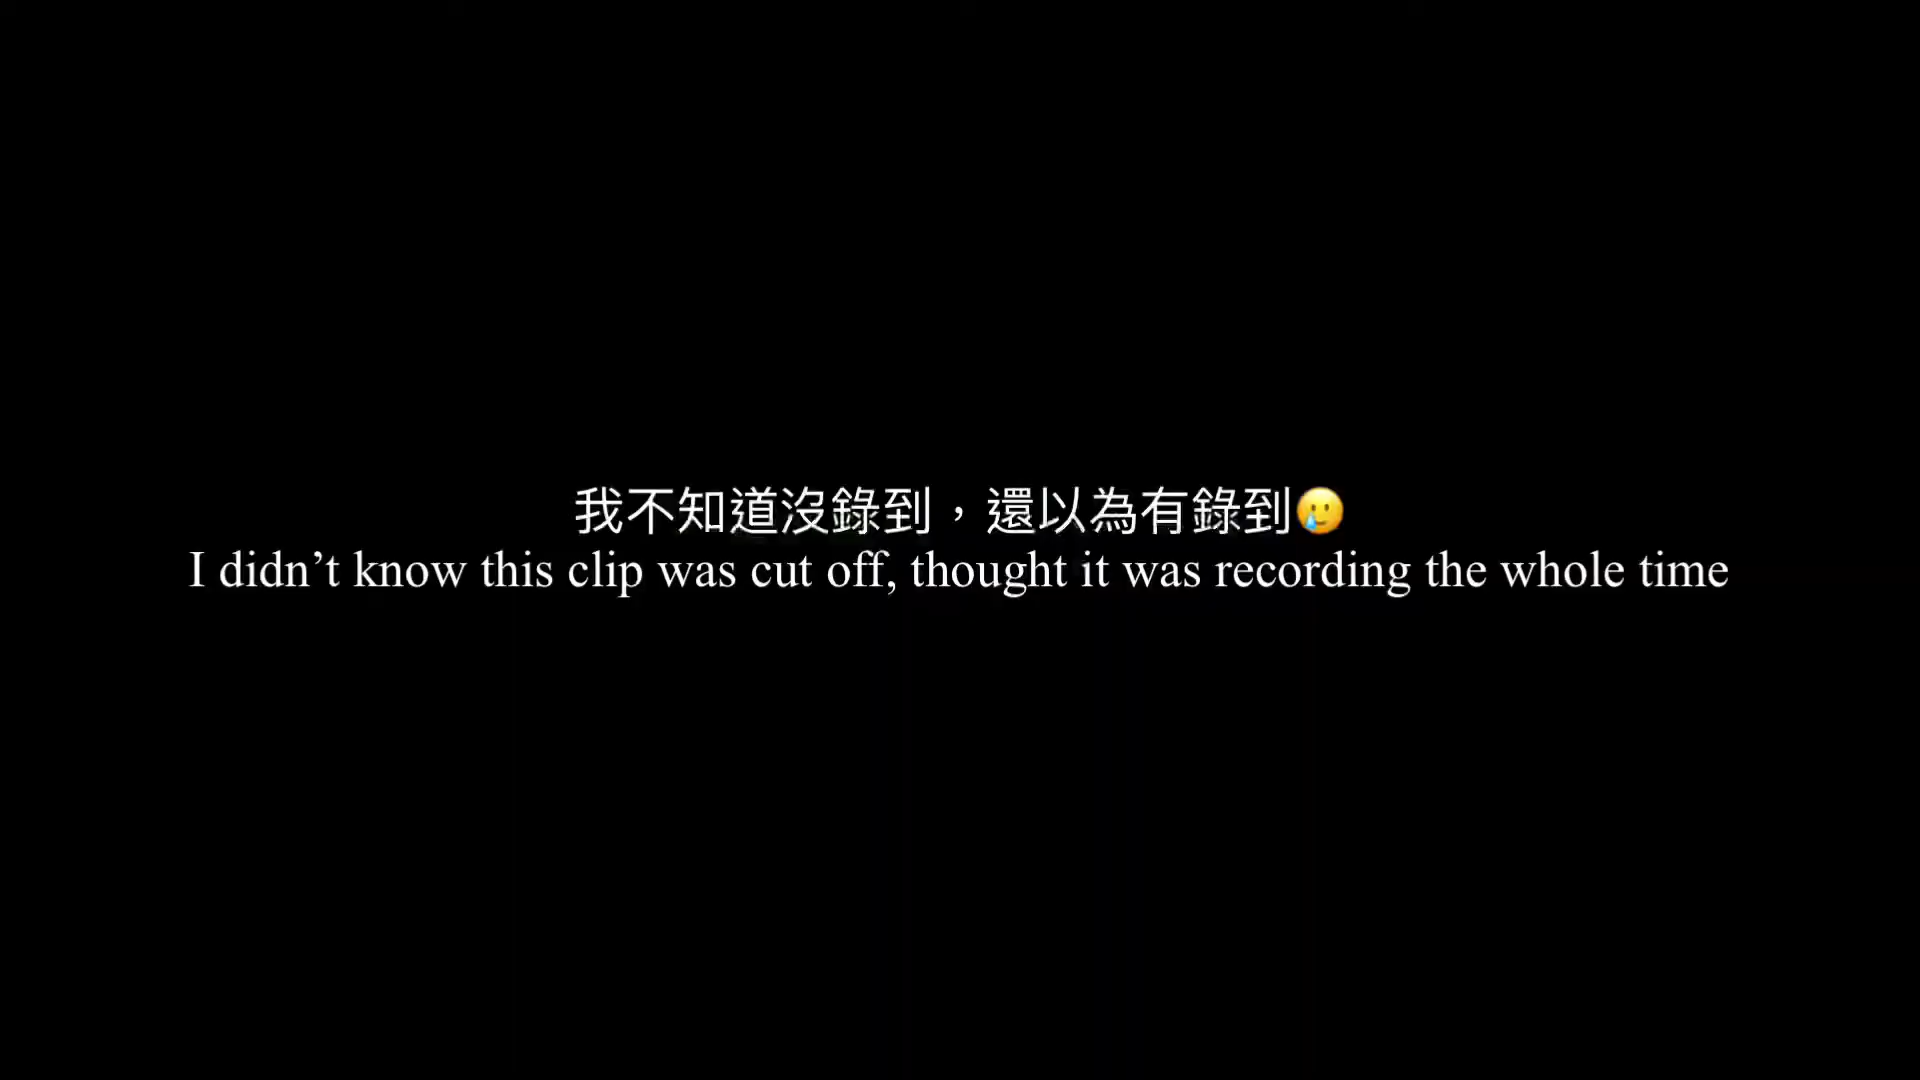 我不知道沒錄到，還以為有錄到🥲
I didn’t know this clip was cut off, thought it was recording the whole time